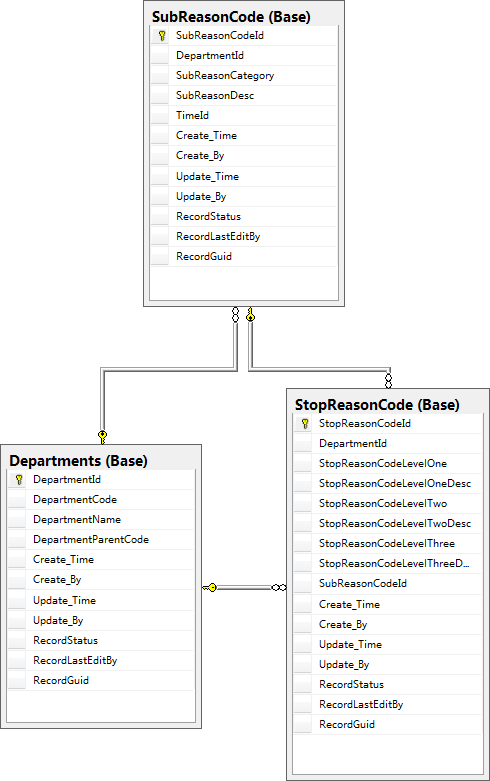 SubReasonCode (Base)
SubReasonCodeId
DepartmentId
SubReasonCategory
SubReasonDesc
TimeId
Create_Time
Create_By
Update_Time
Update_By
RecordStatus
RecordLastEditBy
RecordGuid
Departments (Base)
DepartmentId
DepartmentCode
DepartmentName
DepartmentParentCode
Create_Time
Create_By
Update_Time
Update_By
RecordStatus
RecordLastEditBy
RecordGuid
StopReasonCode (Base)
StopReasonCodeId
DepartmentId
StopReasonCodeLevelOne
StopReasonCodeLevelOneDesc
StopReasonCodeLevelTwo
StopReasonCodeLevelTwoDesc
StopReasonCodeLevelThree
StopReasonCodeLevelThreeD...
SubReasonCodeId
Create_Time
Create_By
Update_Time
Update_By
RecordStatus
RecordLastEditBy
RecordGuid